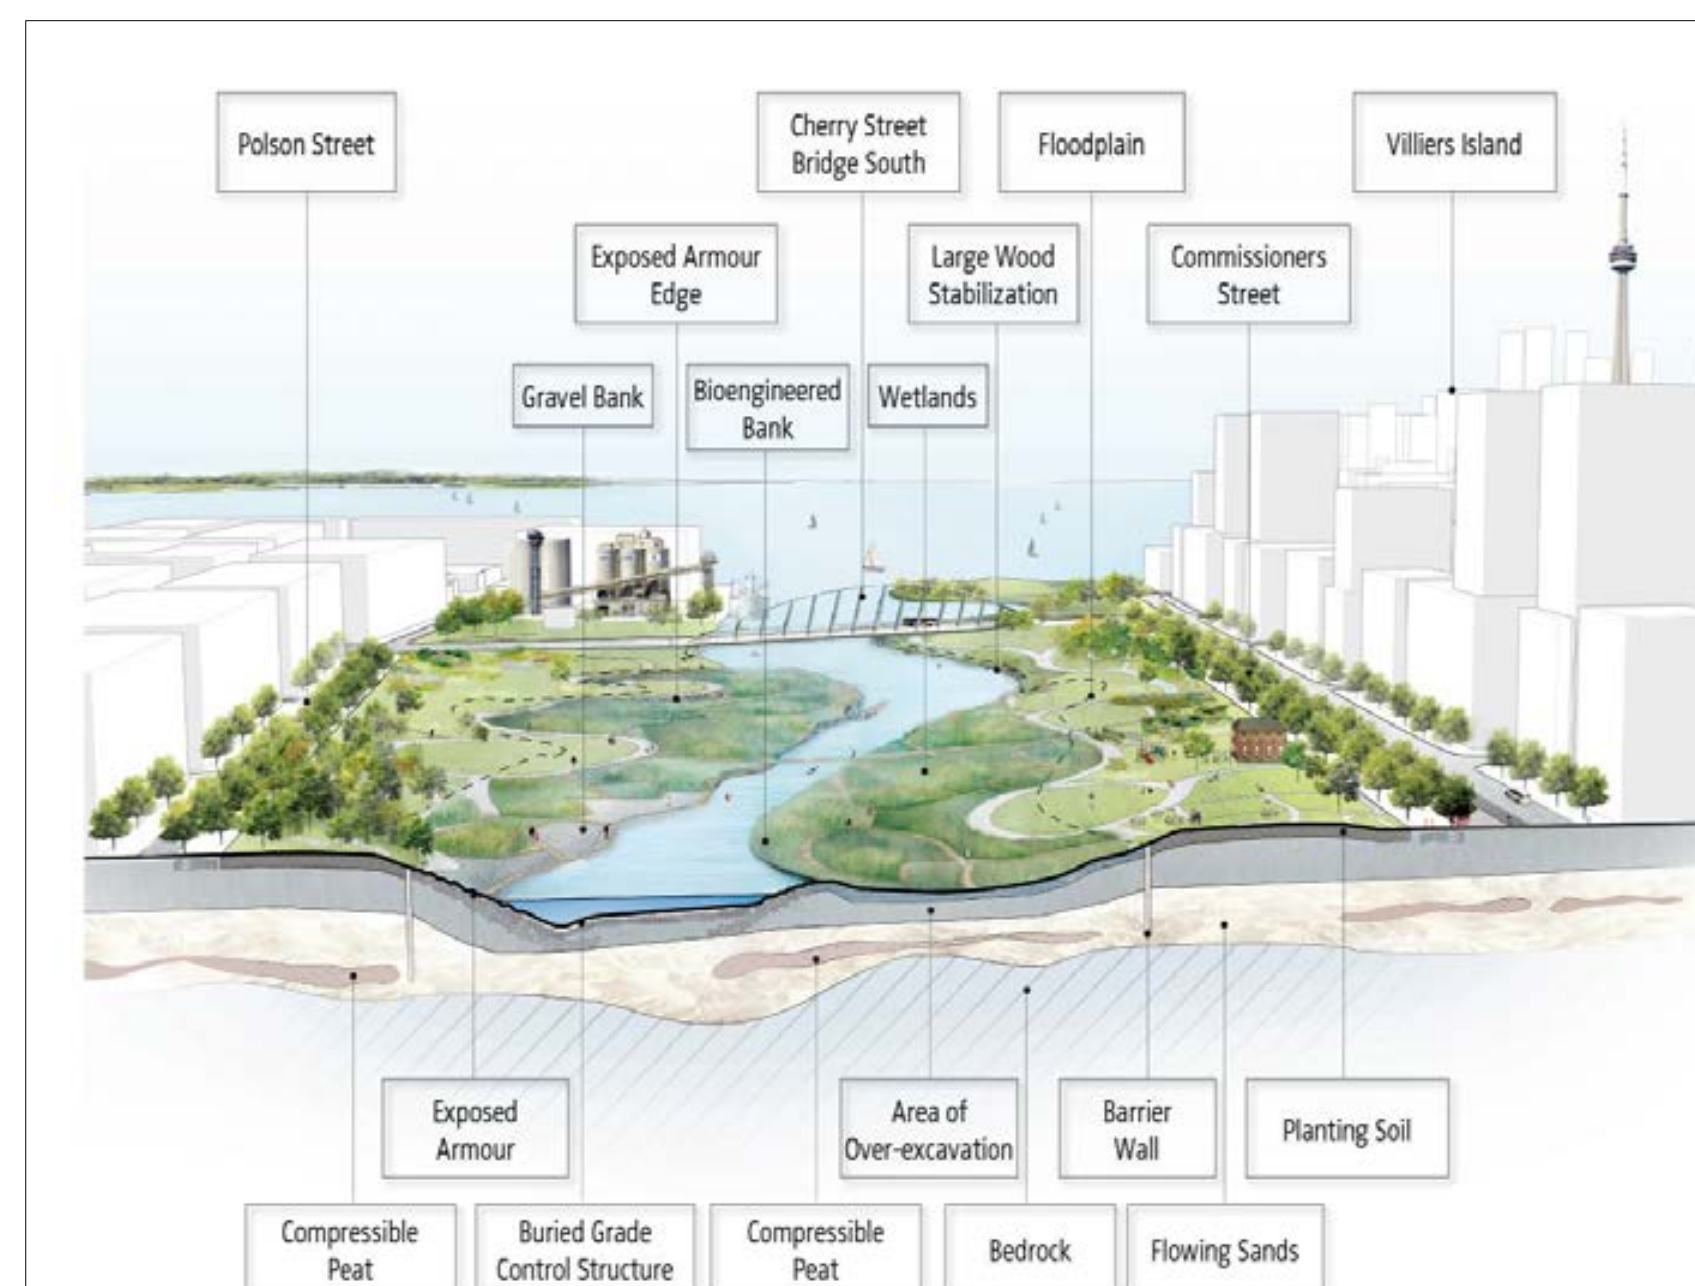 Polson Street
Cherry Street
Bridge South
Floodplain
Villiers Island
Exposed Armour
Edge
Large Wood
Stabilization
Commissioners
Street
Gravel Bank
Bioengineered
Bank
Wetlands
Exposed
Armour
Area of
Over-excavation
Barrier
Wall
Planting Soil
Compressible
Peat
Buried Grade
Control Structure
Compressible
Peat
Bedrock
Flowing Sands